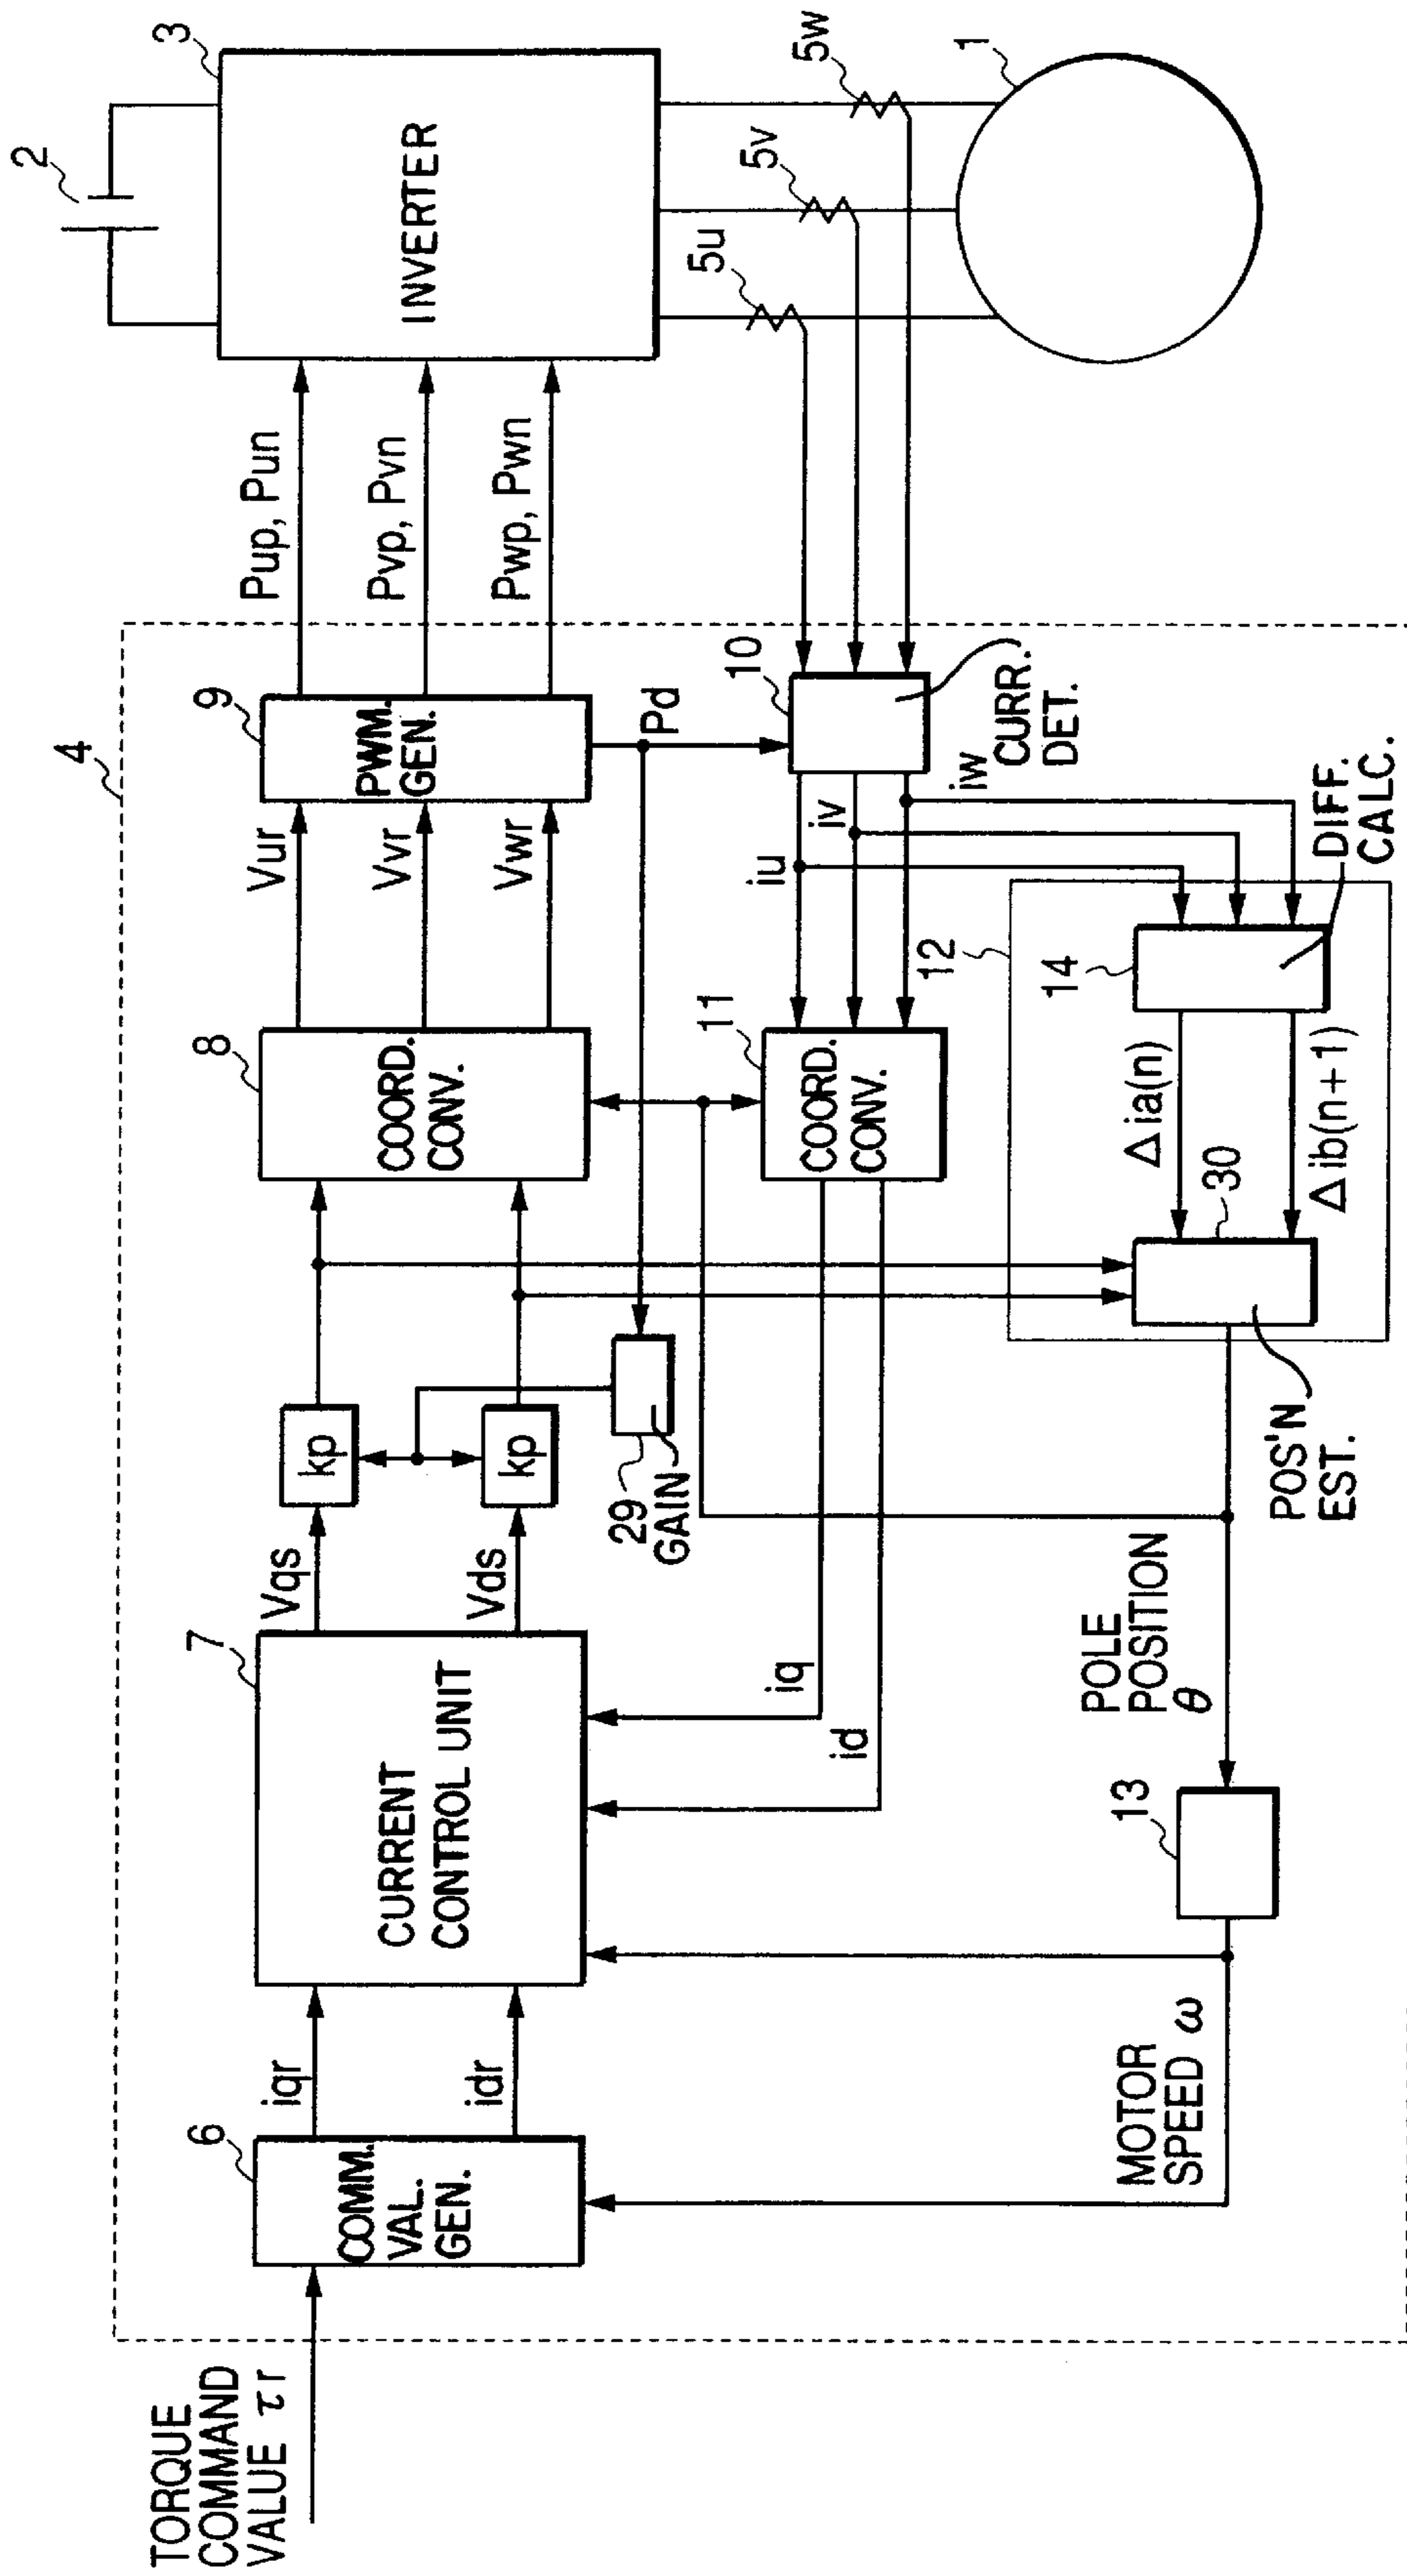 TORQUE
COMMAND
VALUE τr
4
6
COMM.
VAL.
GEN.
iqr
idr
7
CURRENT
CONTROL UNIT
Vqs
Vds
kp
kp
29
GAIN
8
COORD.
CONV.
Vur
Vvr
Vwr
9
PWM.
GEN.
Pd
Pup, Pun
Pvp, Pvn
Pwp, Pwn
2
3
INVERTER
5u
5v
5w
1
10
CURR.
DET.
iu
iv
iw
11
COORD.
CONV.
iq
id
12
14
DIFF.
CALC.
Δia(n)
Δib(n+1)
30
POS'N
EST.
POLE
POSITION
θ
13
MOTOR
SPEED ω